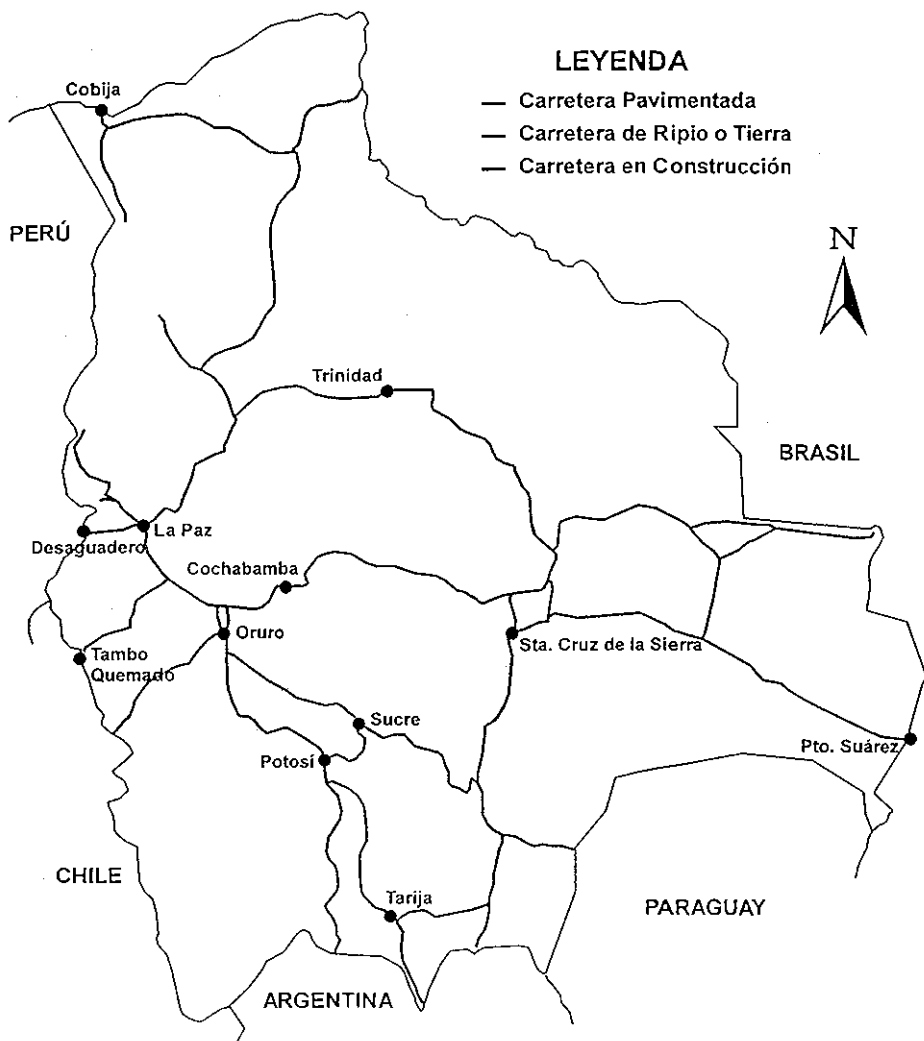 LEYENDA
Carretera Pavimentada
Carretera de Ripio o Tierra
Carretera en Construcción
Cobija
PERÚ
N
Trinidad
BRASIL
La Paz
Desaguadero
Cochabamba
Oruro
Sta. Cruz de la Sierra
Tambo
Quemado
Sucre
Potosí
Pto. Suárez
CHILE
Tarija
PARAGUAY
ARGENTINA